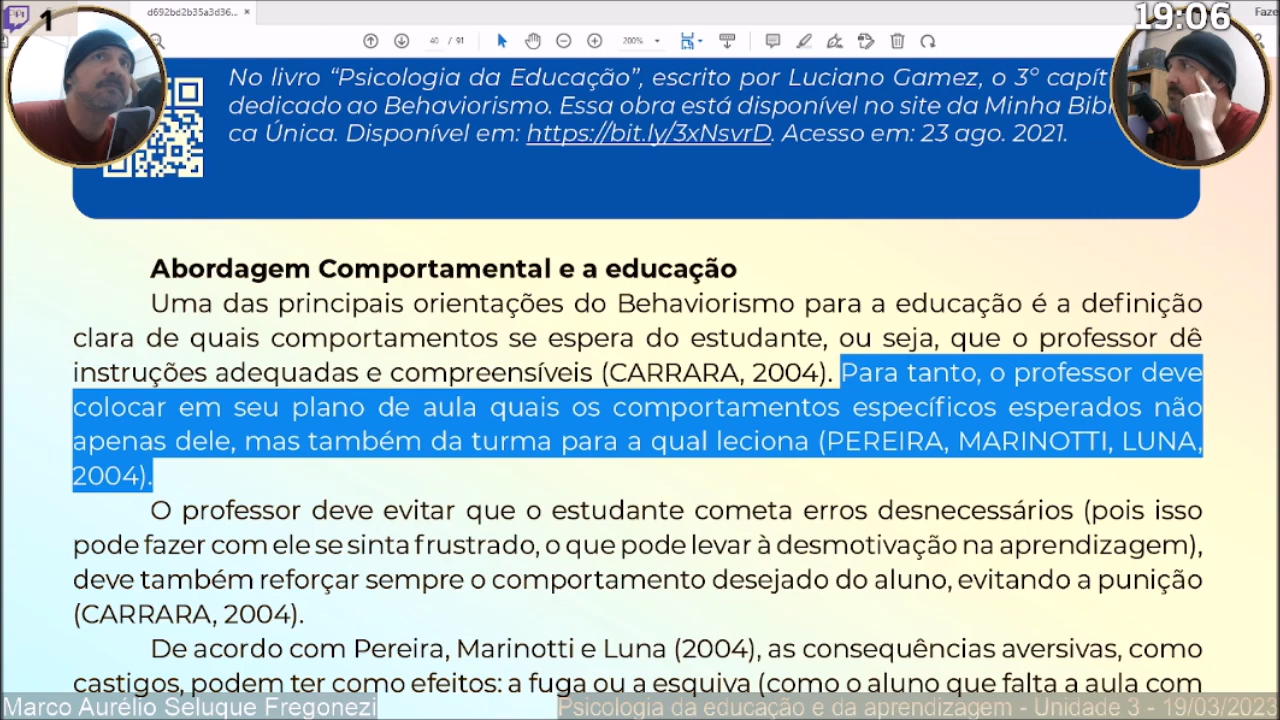 1
d692bd2b35a3d36...
19:06
Faze
40 / 91
200%
No livro “Psicologia da Educação”, escrito por Luciano Gamez, o 3º capít
dedicado ao Behaviorismo. Essa obra está disponível no site da Minha Bib
ca Única. Disponível em: https://bit.ly/3xNsvrD. Acesso em: 23 ago. 2021.
Abordagem Comportamental e a educação
Uma das principais orientações do Behaviorismo para a educação é a definição
clara de quais comportamentos se espera do estudante, ou seja, que o professor dê
instruções adequadas e compreensíveis (CARRARA, 2004). Para tanto, o professor deve
colocar em seu plano de aula quais os comportamentos específicos esperados não
apenas dele, mas também da turma para a qual leciona (PEREIRA, MARINOTTI, LUNA,
2004).
O professor deve evitar que o estudante cometa erros desnecessários (pois isso
pode fazer com ele se sinta frustrado, o que pode levar à desmotivação na aprendizagem),
deve também reforçar sempre o comportamento desejado do aluno, evitando a punição
(CARRARA, 2004).
De acordo com Pereira, Marinotti e Luna (2004), as consequências aversivas, como
castigos, podem ter como efeitos: a fuga ou a esquiva (como o aluno que falta a aula com
Marco Aurélio Seluque Fregonezi
Psicologia da educação e da aprendizagem - Unidade 3 - 19/03/2023